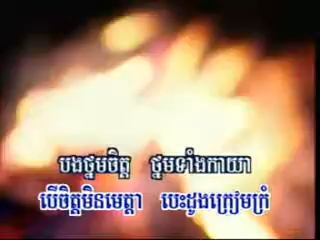 បងថ្នមចិត្ត ថ្នមទាំងកាយា
បើចិត្តមិនមេត្តា បេះដូងក្រៀមក្រំ